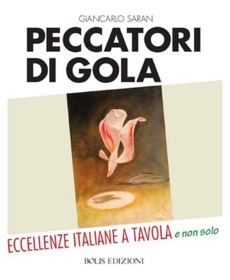 GIANCARLO SARAN
PECCATORI
DI GOLA
ECCELLENZE ITALIANE A TAVOLA e non solo
BOLIS EDIZIONI